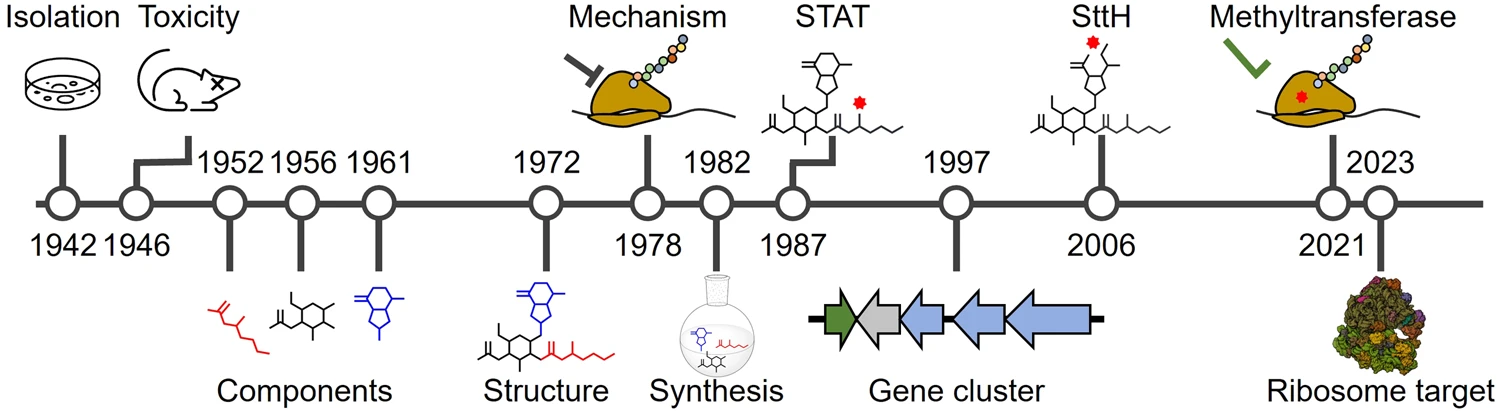 Isolation Toxicity Mechanism STAT SttH Methyltransferase
1952 1956 1961 1972 1982 1997 2023
1942 1946 1978 1987 2006 2021
Components Structure Synthesis Gene cluster Ribosome target